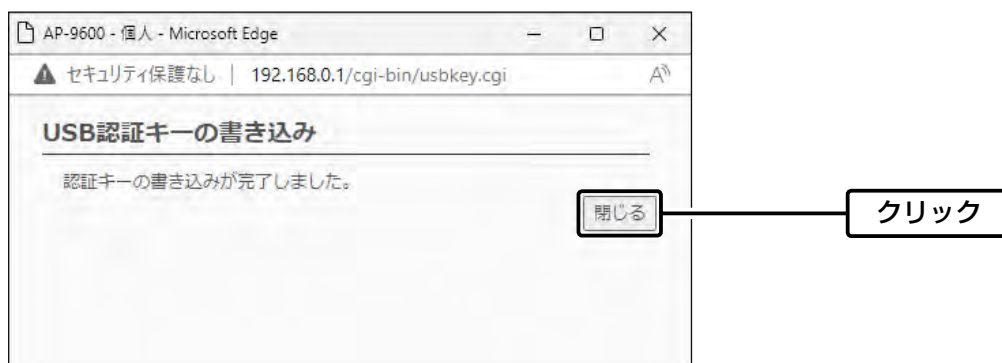 AP-9600 - 個人 - Microsoft Edge
セキュリティ保護なし | 192.168.0.1/cgi-bin/usbkey.cgi
USB認証キーの書き込み
認証キーの書き込みが完了しました。
閉じる
クリック